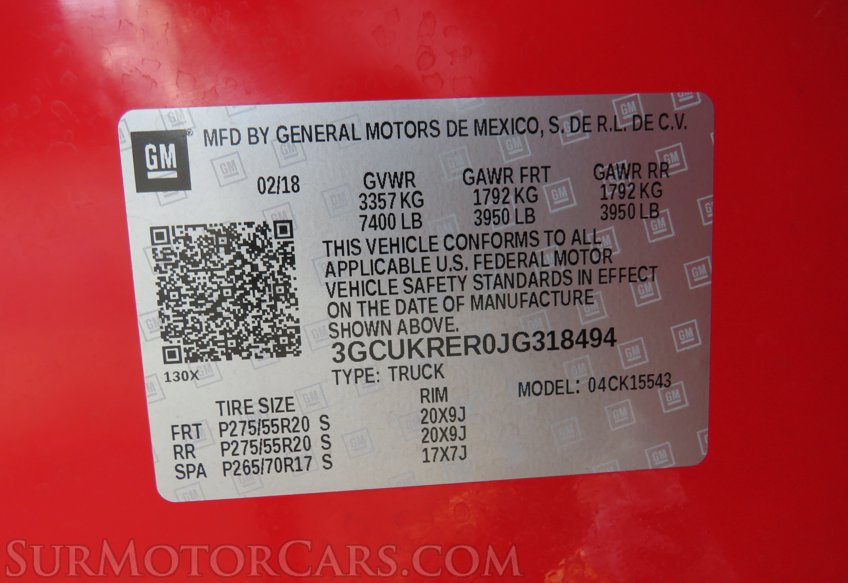 GM
MFD BY GENERAL MOTORS DE MEXICO, S. DE R.L. DE C.V.
02/18
GVWR GAWR FRT GAWR RR
3357 KG 1792 KG 1792 KG
7400 LB 3950 LB 3950 LB
THIS VEHICLE CONFORMS TO ALL
APPLICABLE U.S. FEDERAL MOTOR
VEHICLE SAFETY STANDARDS IN EFFECT
ON THE DATE OF MANUFACTURE
SHOWN ABOVE.
3GCUKRER0JG318494
130X
TYPE: TRUCK MODEL: 04CK15543
TIRE SIZE RIM
FRT P275/55R20 S 20X9J
RR P275/55R20 S 20X9J
SPA P265/70R17 S 17X7J
SURMOTORCARS.COM